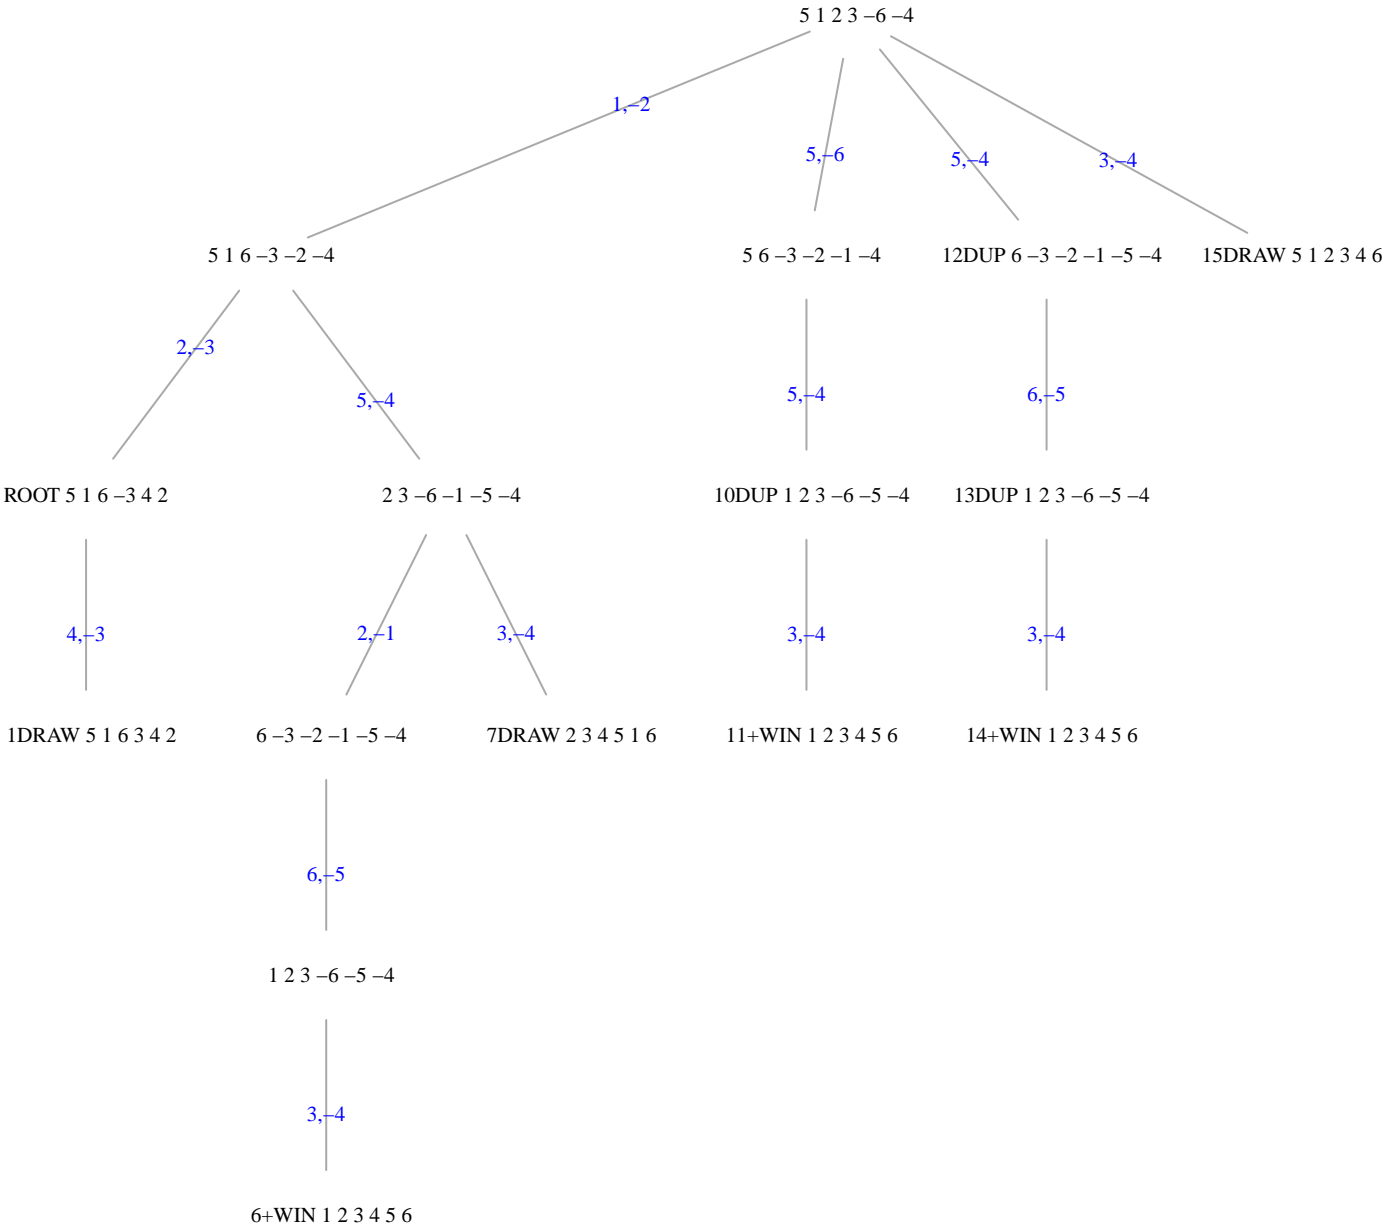 5 1 2 3 –6 –4
1,–2
5,–6
5,–4
3,–4
5 1 6 –3 –2 –4
5 6 –3 –2 –1 –4
12DUP 6 –3 –2 –1 –5 –4
15DRAW 5 1 2 3 4 6
2,–3
5,–4
5,–4
6,–5
ROOT 5 1 6 –3 4 2
2 3 –6 –1 –5 –4
10DUP 1 2 3 –6 –5 –4
13DUP 1 2 3 –6 –5 –4
4,–3
2,–1
3,–4
3,–4
3,–4
1DRAW 5 1 6 3 4 2
6 –3 –2 –1 –5 –4
7DRAW 2 3 4 5 1 6
11+WIN 1 2 3 4 5 6
14+WIN 1 2 3 4 5 6
6,–5
1 2 3 –6 –5 –4
3,–4
6+WIN 1 2 3 4 5 6